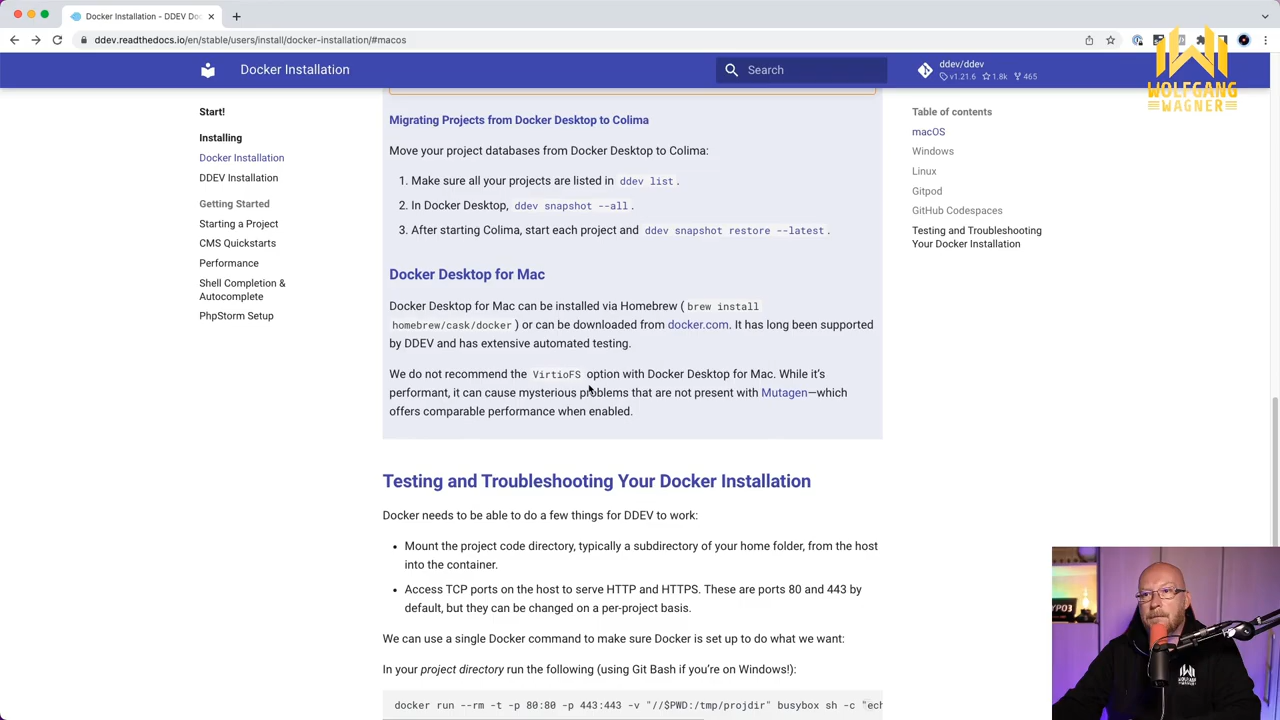 Docker Installation - DDEV Doc
ddev.readthedocs.io/en/stable/users/install/docker-installation/#macos
WOLFGANG
WAGNER
Docker Installation
Search
ddev/ddev
v1.21.6 1.8k 465
Start!
Installing
Docker Installation
DDEV Installation
Getting Started
Starting a Project
CMS Quickstarts
Performance
Shell Completion &
Autocomplete
PhpStorm Setup
Migrating Projects from Docker Desktop to Colima
Move your project databases from Docker Desktop to Colima:
1. Make sure all your projects are listed in ddev list.
2. In Docker Desktop, ddev snapshot --all.
3. After starting Colima, start each project and ddev snapshot restore --latest.
Docker Desktop for Mac
Docker Desktop for Mac can be installed via Homebrew ( brew install
homebrew/cask/docker ) or can be downloaded from docker.com. It has long been supported
by DDEV and has extensive automated testing.
We do not recommend the VirtioFS option with Docker Desktop for Mac. While it's
performant, it can cause mysterious problems that are not present with Mutagen—which
offers comparable performance when enabled.
Testing and Troubleshooting Your Docker Installation
Docker needs to be able to do a few things for DDEV to work:
• Mount the project code directory, typically a subdirectory of your home folder, from the host
into the container.
• Access TCP ports on the host to serve HTTP and HTTPS. These are ports 80 and 443 by
default, but they can be changed on a per-project basis.
We can use a single Docker command to make sure Docker is set up to do what we want:
In your project directory run the following (using Git Bash if you're on Windows!):
docker run --rm -t -p 80:80 -p 443:443 -v "//$PWD:/tmp/projdir" busybox sh -c "ech
Table of contents
macOS
Windows
Linux
Gitpod
GitHub Codespaces
Testing and Troubleshooting
Your Docker Installation